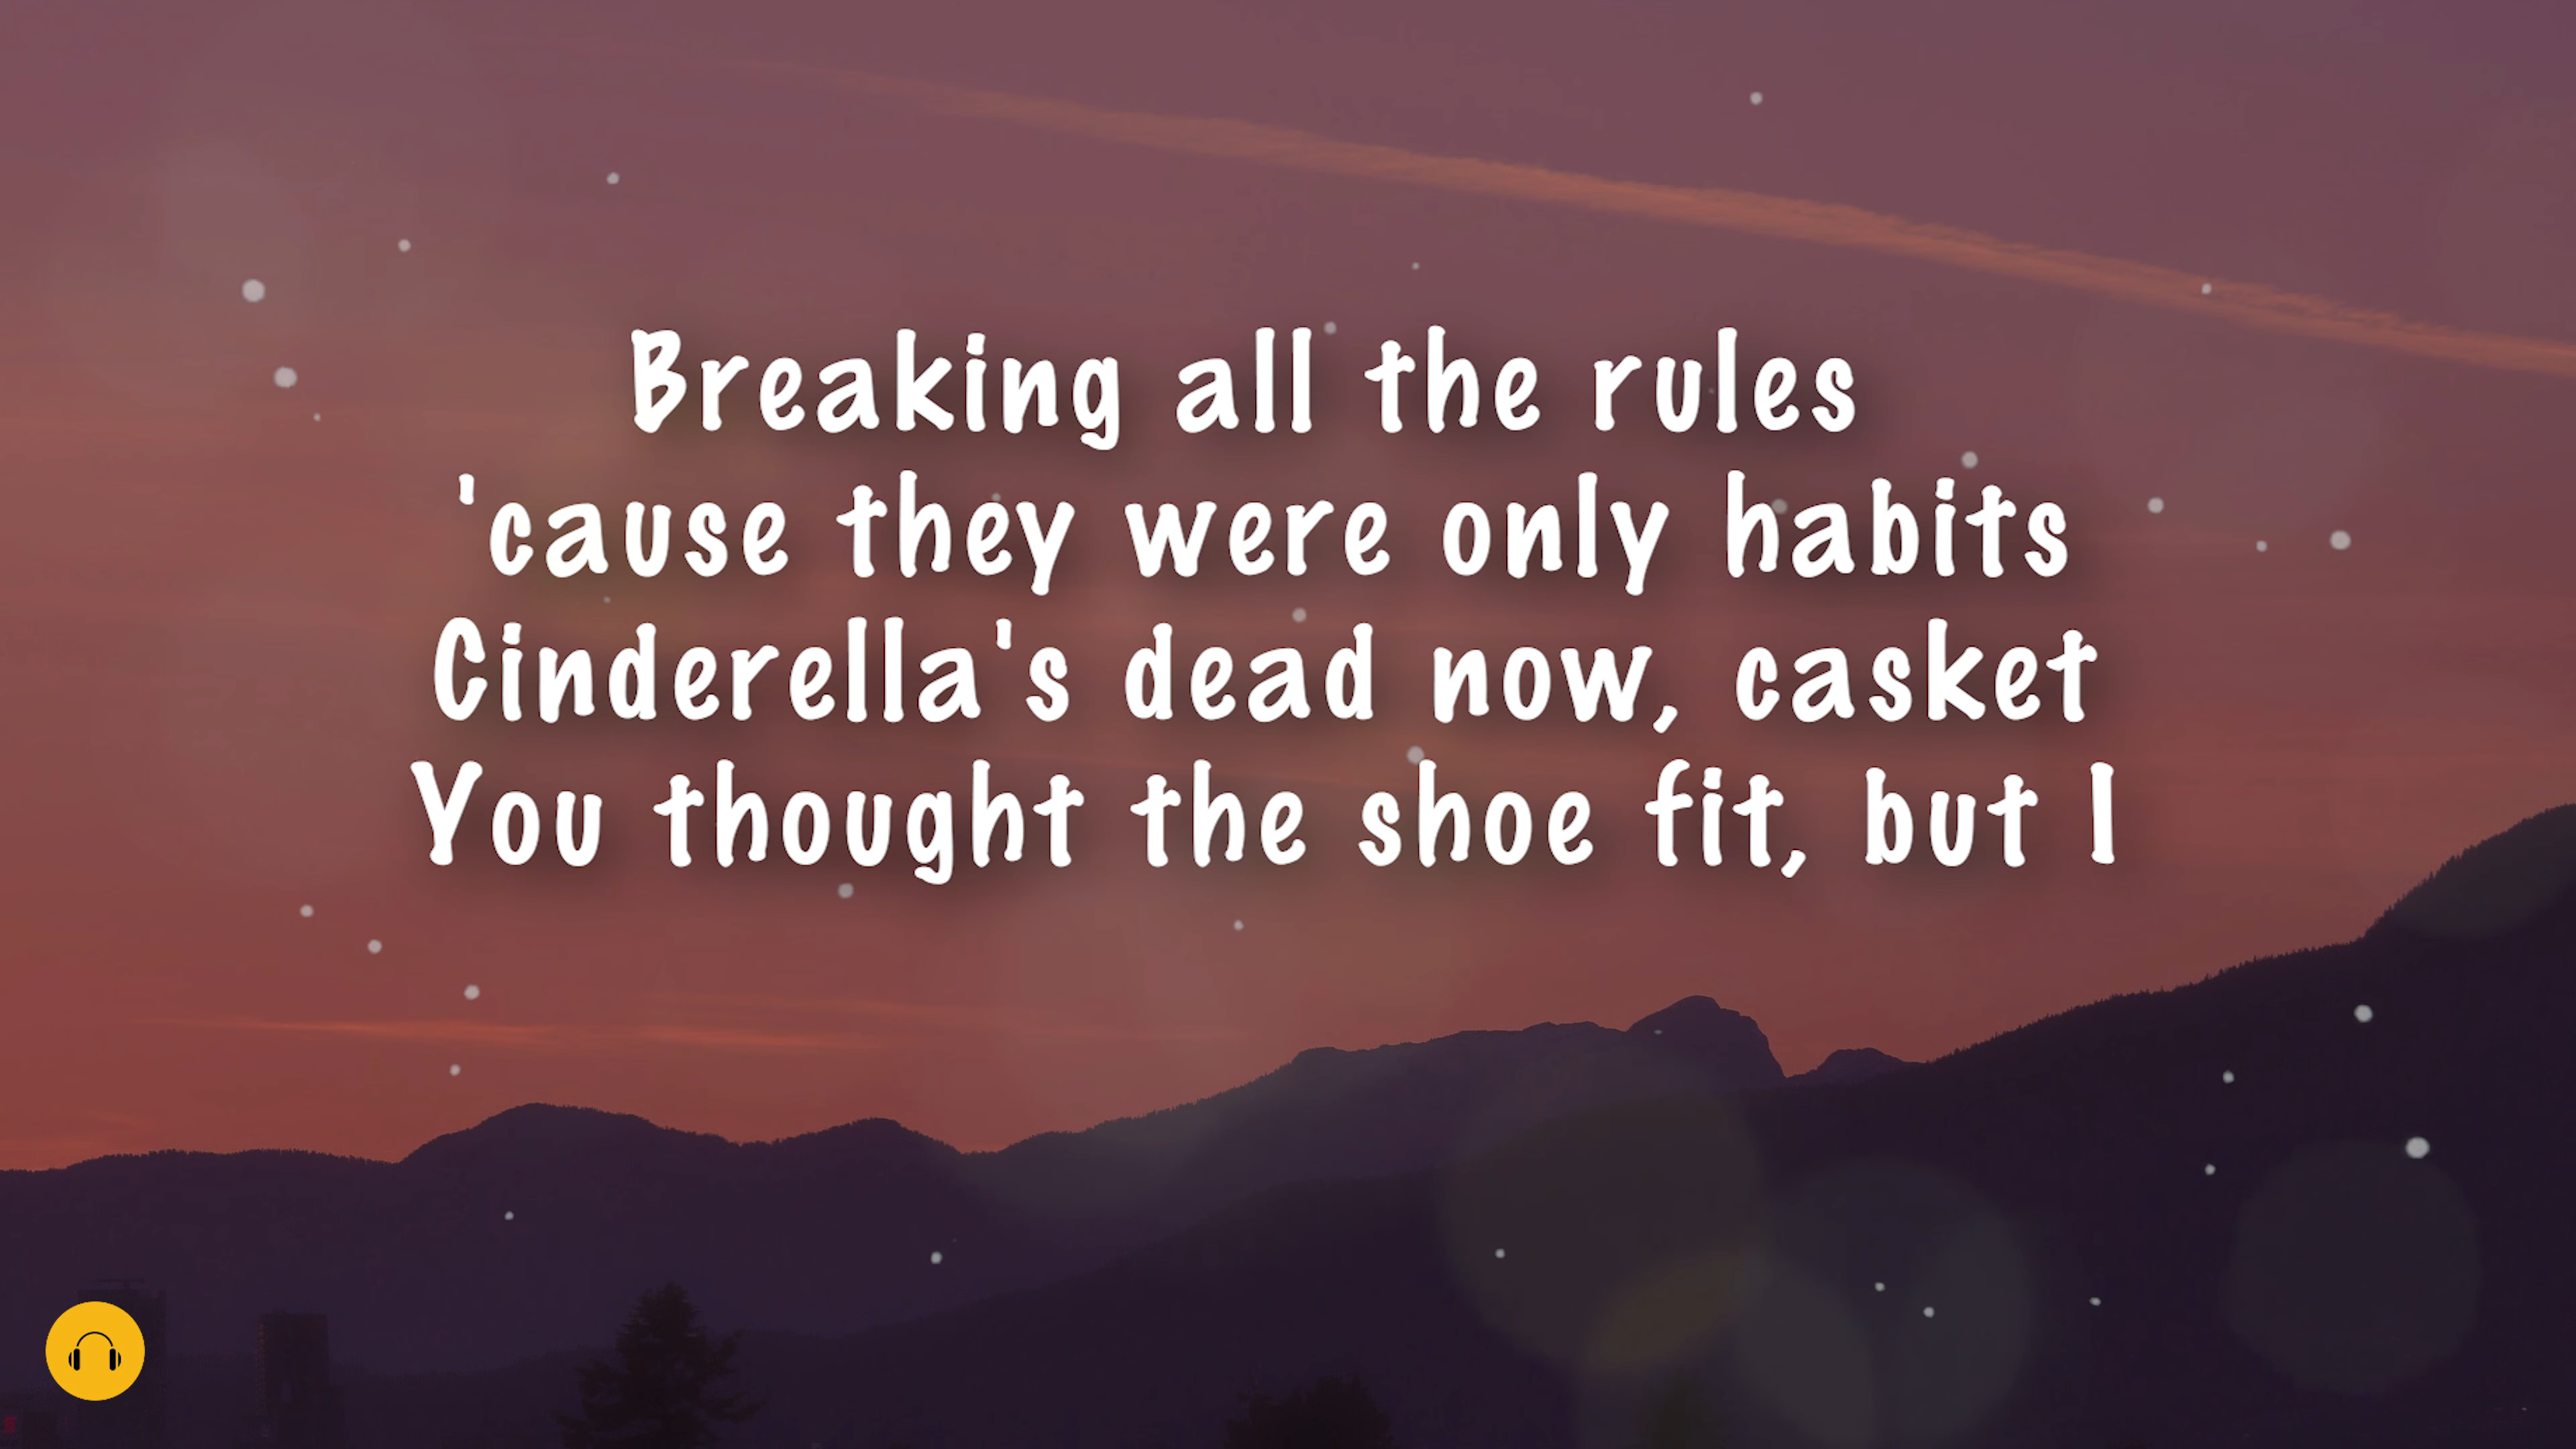 Breaking all the rules
'cause they were only habits
Cinderella's dead now, casket
You thought the shoe fit, but I